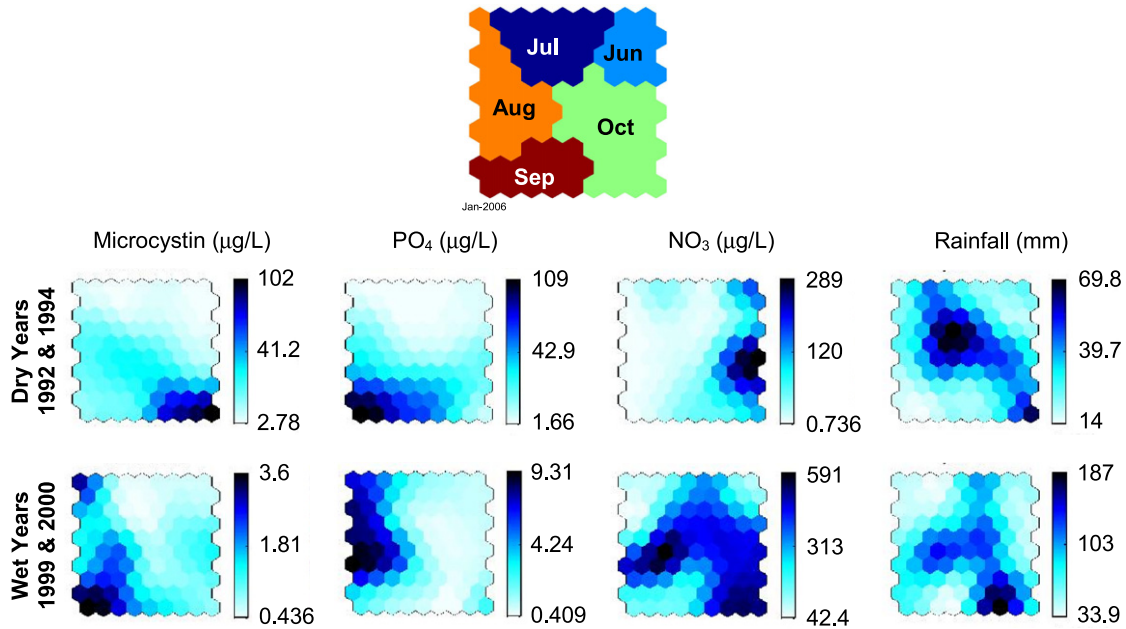 Jul
Jun
Aug
Oct
Sep
Jan-2006
Microcystin (μg/L) PO₄ (μg/L) NO₃ (μg/L) Rainfall (mm)
Dry Years
1992 & 1994
102 109 289 69.8
41.2 42.9 120 39.7
2.78 1.66 0.736 14
Wet Years
1999 & 2000
3.6 9.31 591 187
1.81 4.24 313 103
0.436 0.409 42.4 33.9